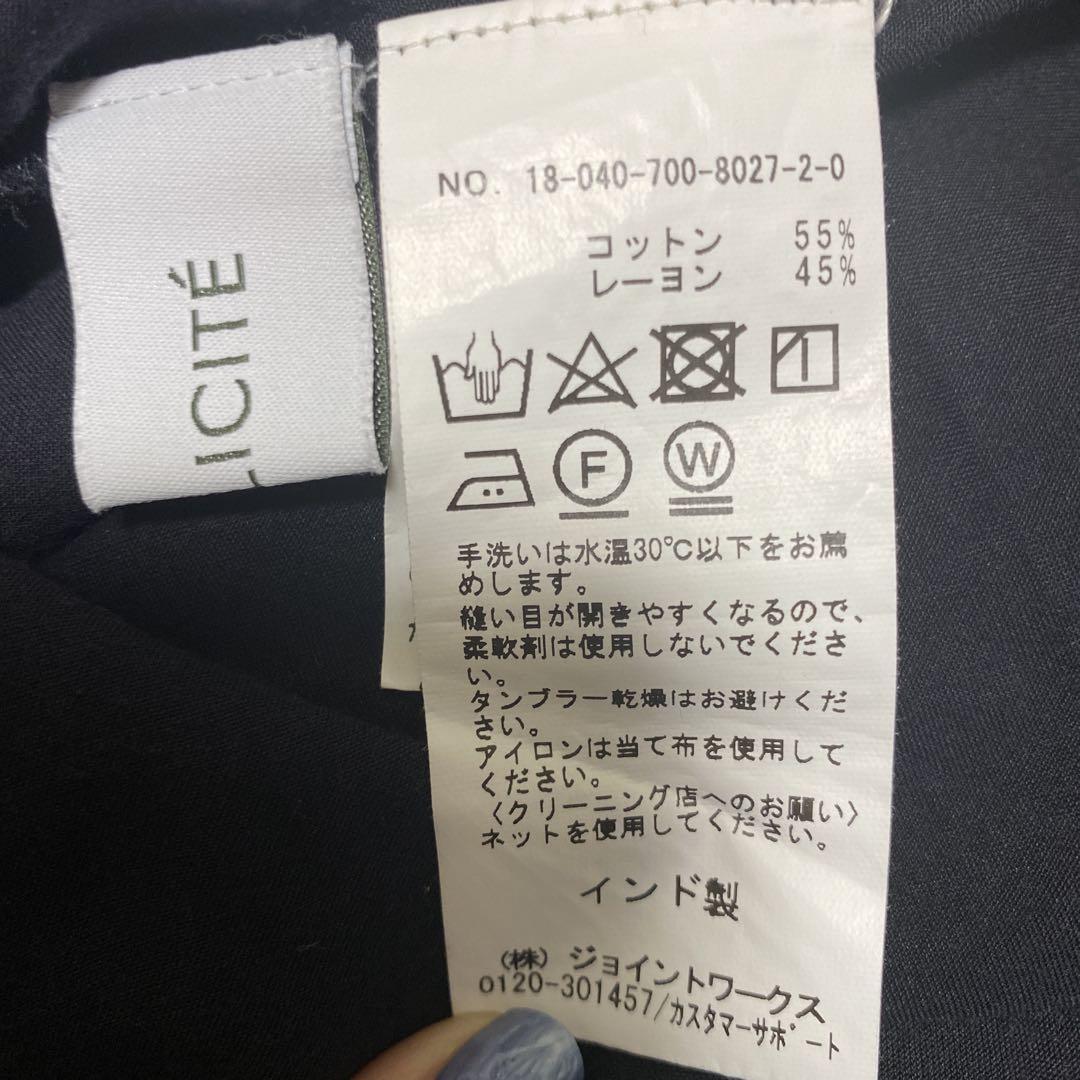 LICITÉ
NO. 18-040-700-8027-2-0
コットン 55%
レーヨン 45%
F
W
手洗いは水温30℃以下をお薦
めします。
縫い目が開きやすくなるので、
柔軟剤は使用しないでくださ
い。
タンブラー乾燥はお避けくだ
さい。
アイロンは当て布を使用して
ください。
〈クリーニング店へのお願い〉
ネットを使用してください。
インド製
(株) ジョイントワークス
0120-301457/カスタマーサポート